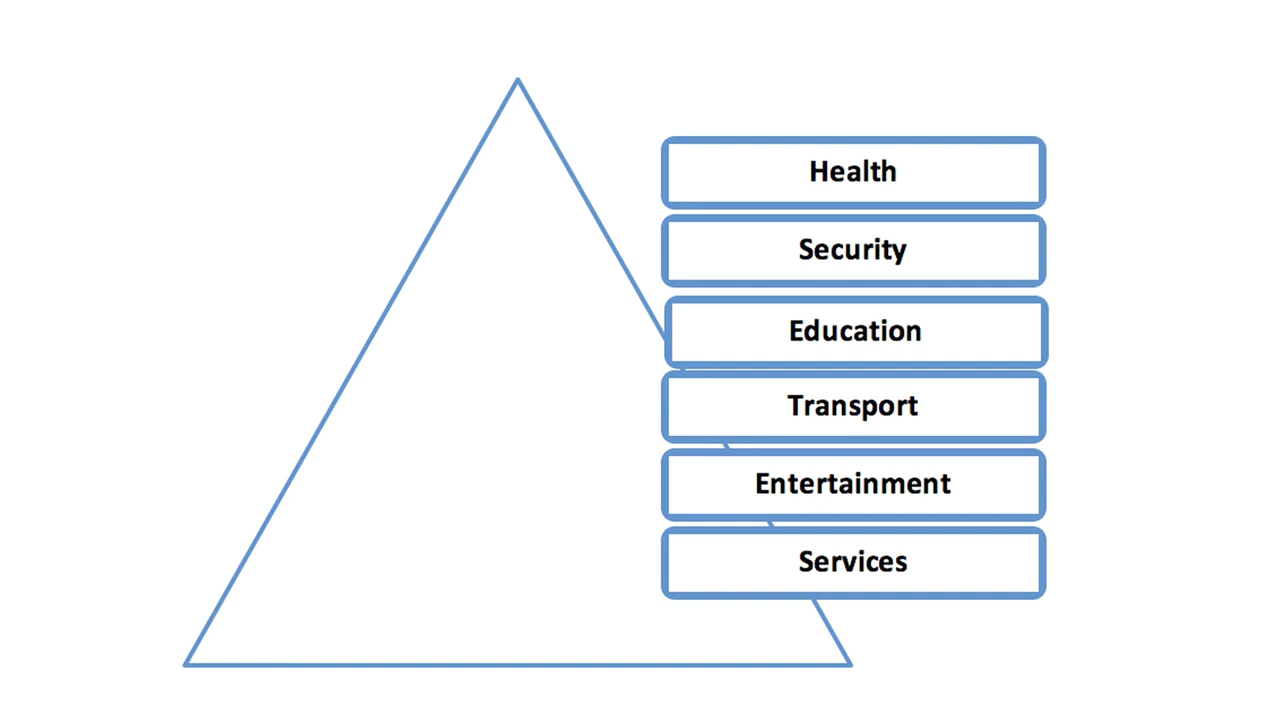 Health
Security
Education
Transport
Entertainment
Services